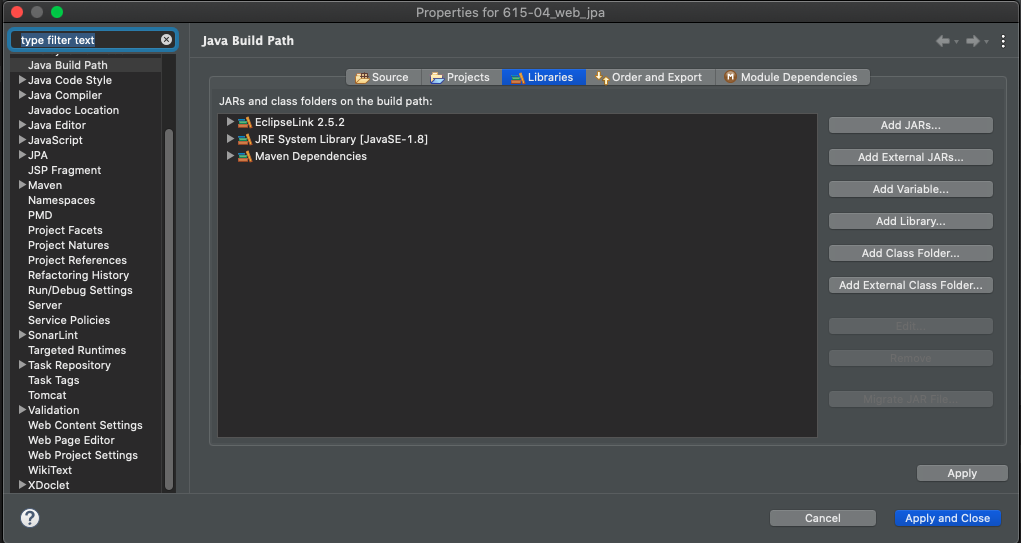 Properties for 615-04_web_jpa
type filter text
Java Build Path
Java Code Style
Java Compiler
Javadoc Location
Java Editor
JavaScript
JPA
JSP Fragment
Maven
Namespaces
PMD
Project Facets
Project Natures
Project References
Refactoring History
Run/Debug Settings
Server
Service Policies
SonarLint
Targeted Runtimes
Task Repository
Task Tags
Tomcat
Validation
Web Content Settings
Web Page Editor
Web Project Settings
WikiText
XDoclet
Java Build Path
Source Projects Libraries Order and Export Module Dependencies
JARs and class folders on the build path:
EclipseLink 2.5.2
JRE System Library [JavaSE-1.8]
Maven Dependencies
Add JARs...
Add External JARs...
Add Variable...
Add Library...
Add Class Folder...
Add External Class Folder...
Edit...
Remove
Migrate JAR File...
Apply
?
Cancel
Apply and Close